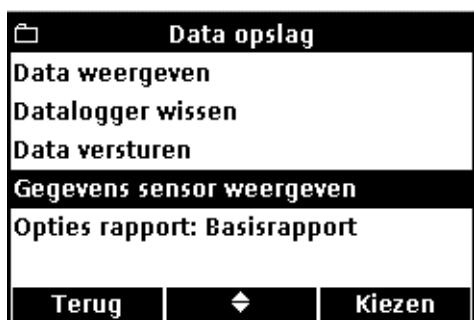 Data opslag
Data weergeven
Datalogger wissen
Data versturen
Gegevens sensor weergeven
Opties rapport: Basisrapport
Terug Kiezen